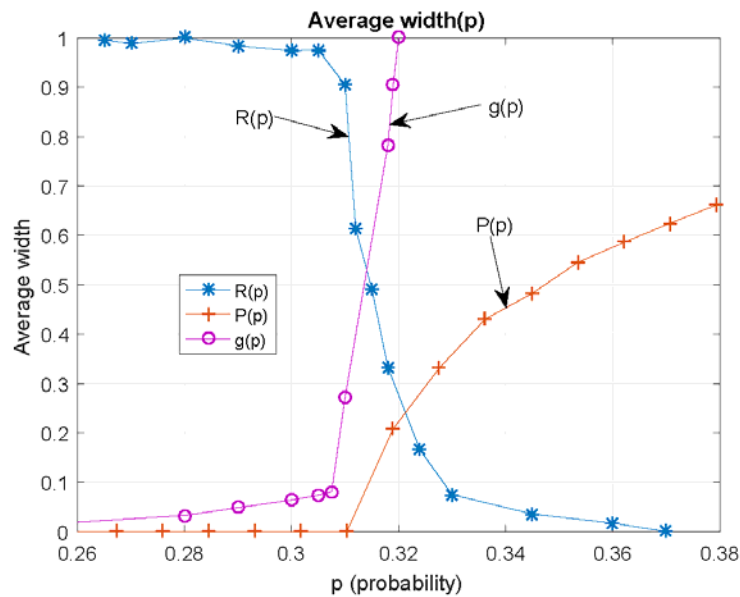 Average width(p)
1
0.9
0.8
0.7
0.6
0.5
0.4
0.3
0.2
0.1
0
Average width
R(p)
g(p)
P(p)
R(p)
P(p)
g(p)
0.26
0.28
0.3
0.32
0.34
0.36
0.38
p (probability)